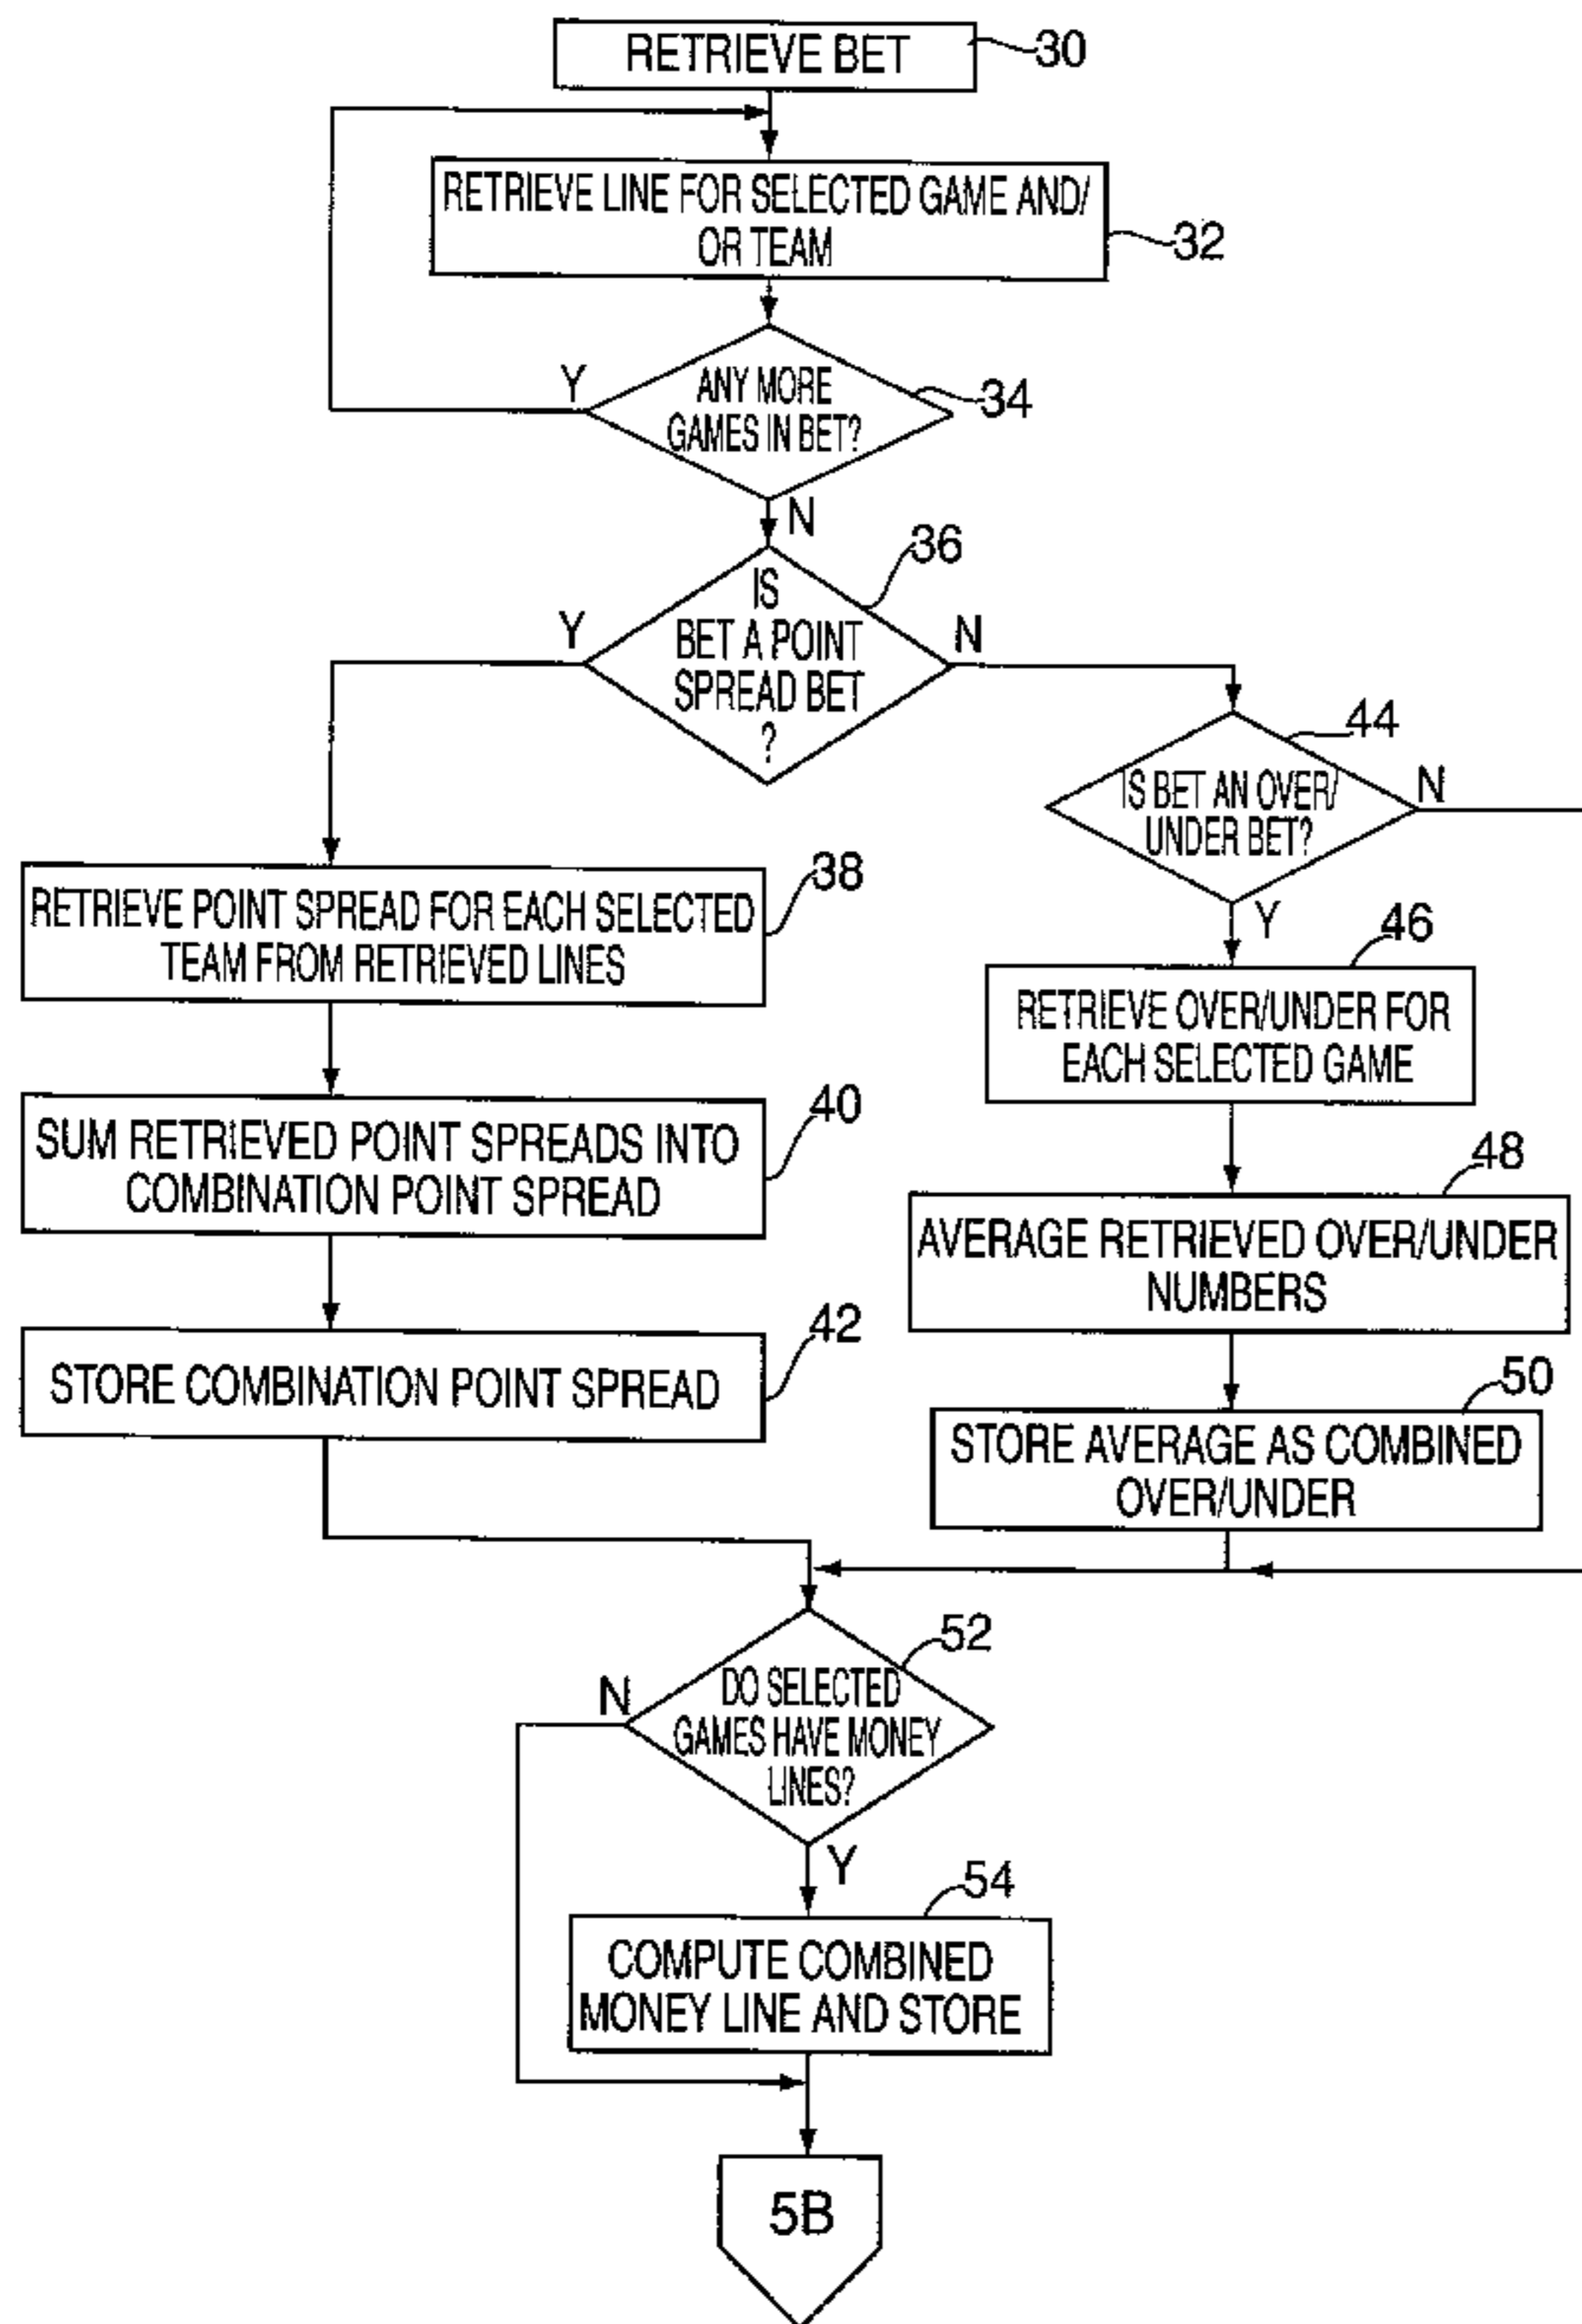 RETRIEVE BET
30
RETRIEVE LINE FOR SELECTED GAME AND/
OR TEAM
32
Y
ANY MORE
GAMES IN BET?
34
N
36
IS
BET A POINT
SPREAD BET
?
Y
N
44
IS BET AN OVER/
UNDER BET?
N
Y
38
RETRIEVE POINT SPREAD FOR EACH SELECTED
TEAM FROM RETRIEVED LINES
46
RETRIEVE OVER/UNDER FOR
EACH SELECTED GAME
40
SUM RETRIEVED POINT SPREADS INTO
COMBINATION POINT SPREAD
48
AVERAGE RETRIEVED OVER/UNDER
NUMBERS
42
STORE COMBINATION POINT SPREAD
50
STORE AVERAGE AS COMBINED
OVER/UNDER
52
N
DO SELECTED
GAMES HAVE MONEY
LINES?
Y
54
COMPUTE COMBINED
MONEY LINE AND STORE
5B